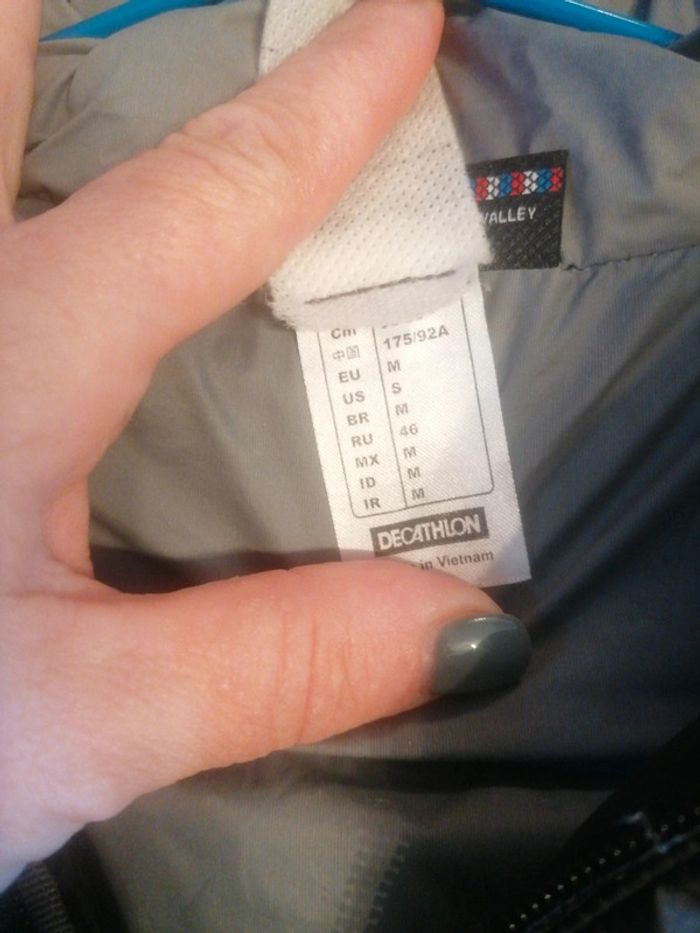 VALLEY
Cm
中国 175/92A
EU M
US S
BR M
RU 46
MX M
ID M
IR M
DECATHLON
in Vietnam